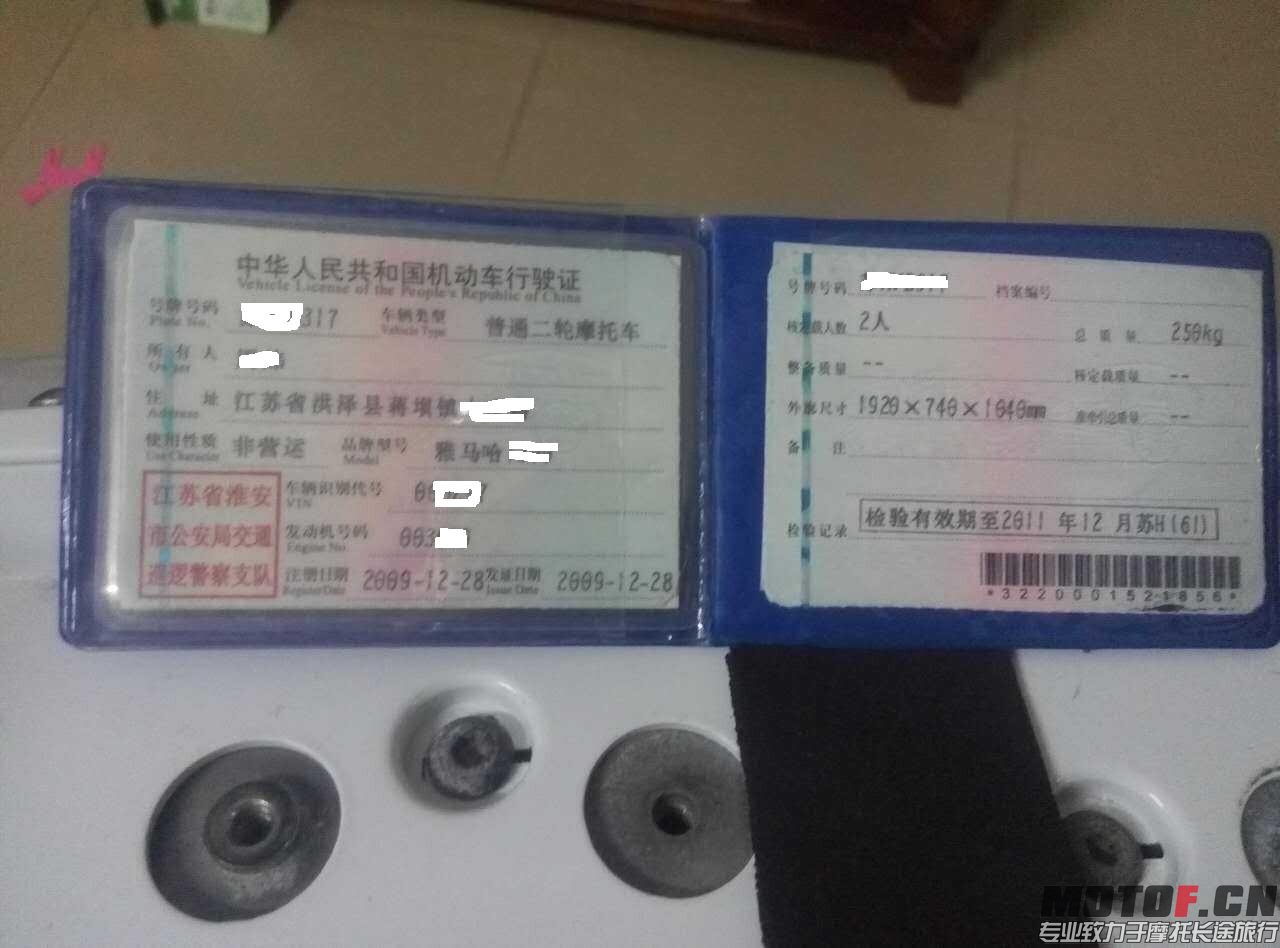 中华人民共和国机动车行驶证
Vehicle License of the People's Republic of China
号牌号码 317 车辆类型 普通二轮摩托车
Plate No. Vehicle Type
所有人
Owner
住址 江苏省洪泽县蒋坝镇
Address
使用性质 非营运 品牌型号 雅马哈
Use Character Model
江苏省淮安
市公安局交通
巡逻警察支队
车辆识别代号
VIN
发动机号码 003
Engine No.
注册日期 2009-12-28 发证日期 2009-12-28
Register Date Issue Date
号牌号码 档案编号
核定载人数 2人 总质量 250kg
整备质量 -- 核定载质量 --
外廓尺寸 1920×740×1040mm 准牵引总质量 --
备注
检验记录 检验有效期至2011 年12 月苏H(61)
*3220001521856*
MOTOF.CN
专业致力于摩托长途旅行